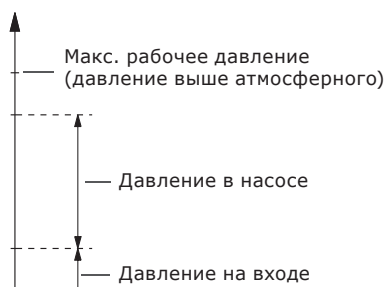 Макс. рабочее давление
(давление выше атмосферного)
Давление в насосе
Давление на входе